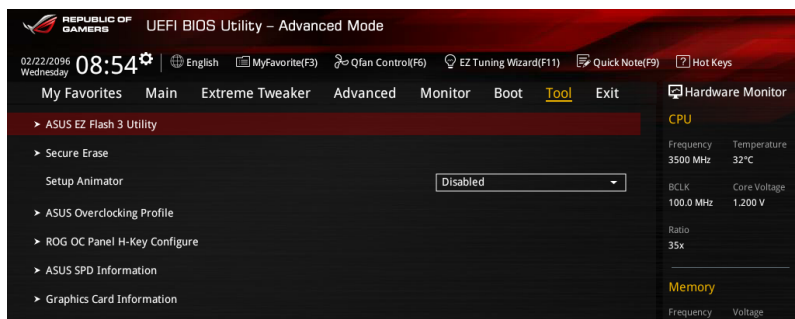 REPUBLIC OF
GAMERS
UEFI BIOS Utility – Advanced Mode
02/22/2096
Wednesday
08:54
English
MyFavorite(F3)
Qfan Control(F6)
EZ Tuning Wizard(F11)
Quick Note(F9)
? Hot Keys
My Favorites
Main
Extreme Tweaker
Advanced
Monitor
Boot
Tool
Exit
Hardware Monitor
> ASUS EZ Flash 3 Utility
> Secure Erase
Setup Animator
Disabled
> ASUS Overclocking Profile
> ROG OC Panel H-Key Configure
> ASUS SPD Information
> Graphics Card Information
CPU
Frequency Temperature
3500 MHz 32°C
BCLK Core Voltage
100.0 MHz 1.200 V
Ratio
35x
Memory
Frequency Voltage